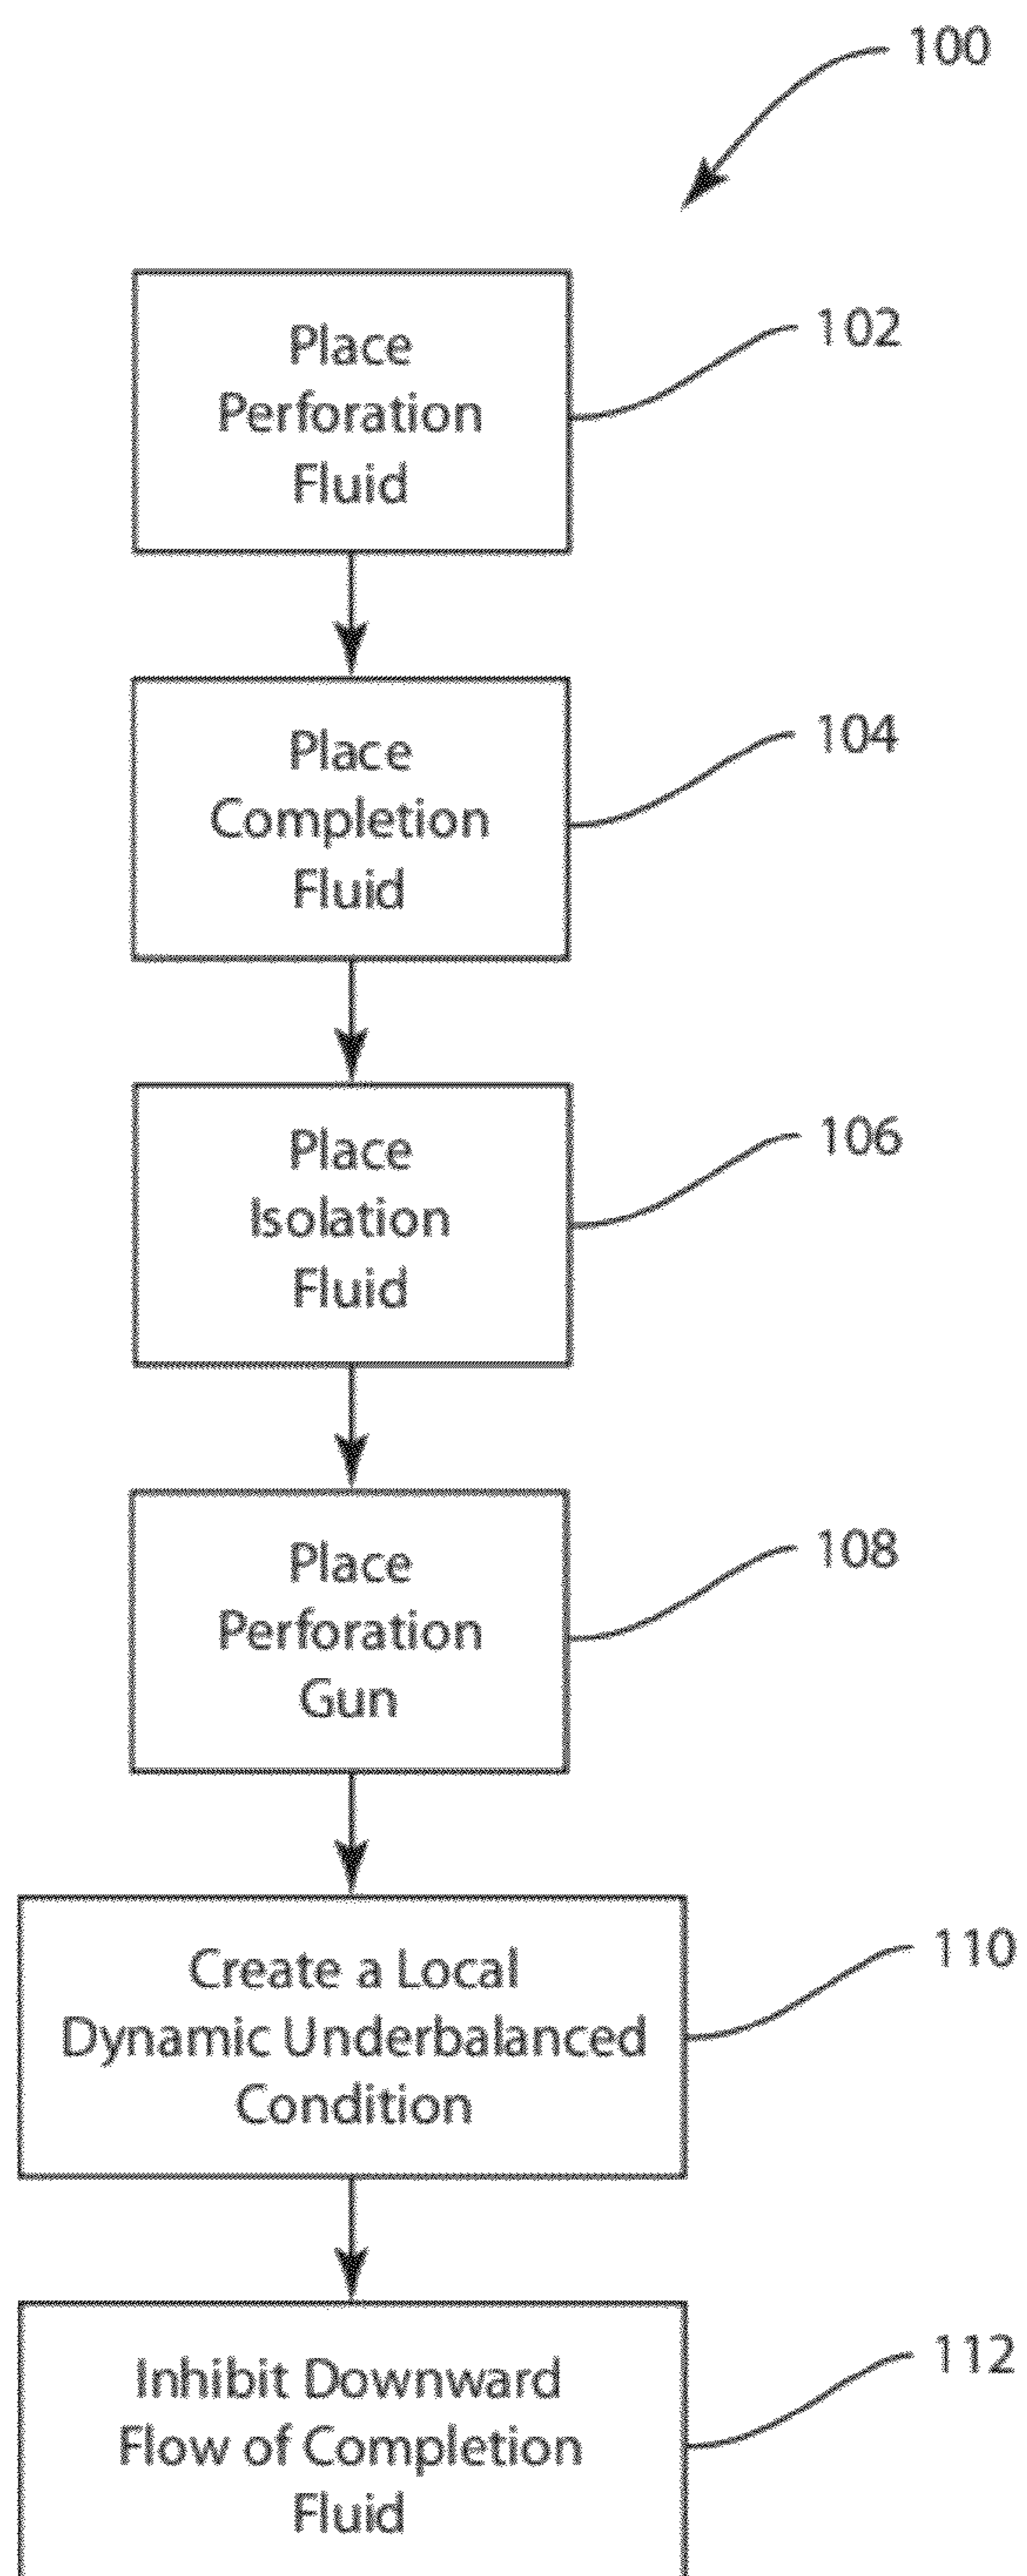 100
Place
Perforation
Fluid
102
Place
Completion
Fluid
104
Place
Isolation
Fluid
106
Place
Perforation
Gun
108
Create a Local
Dynamic Underbalanced
Condition
110
Inhibit Downward
Flow of Completion
Fluid
112